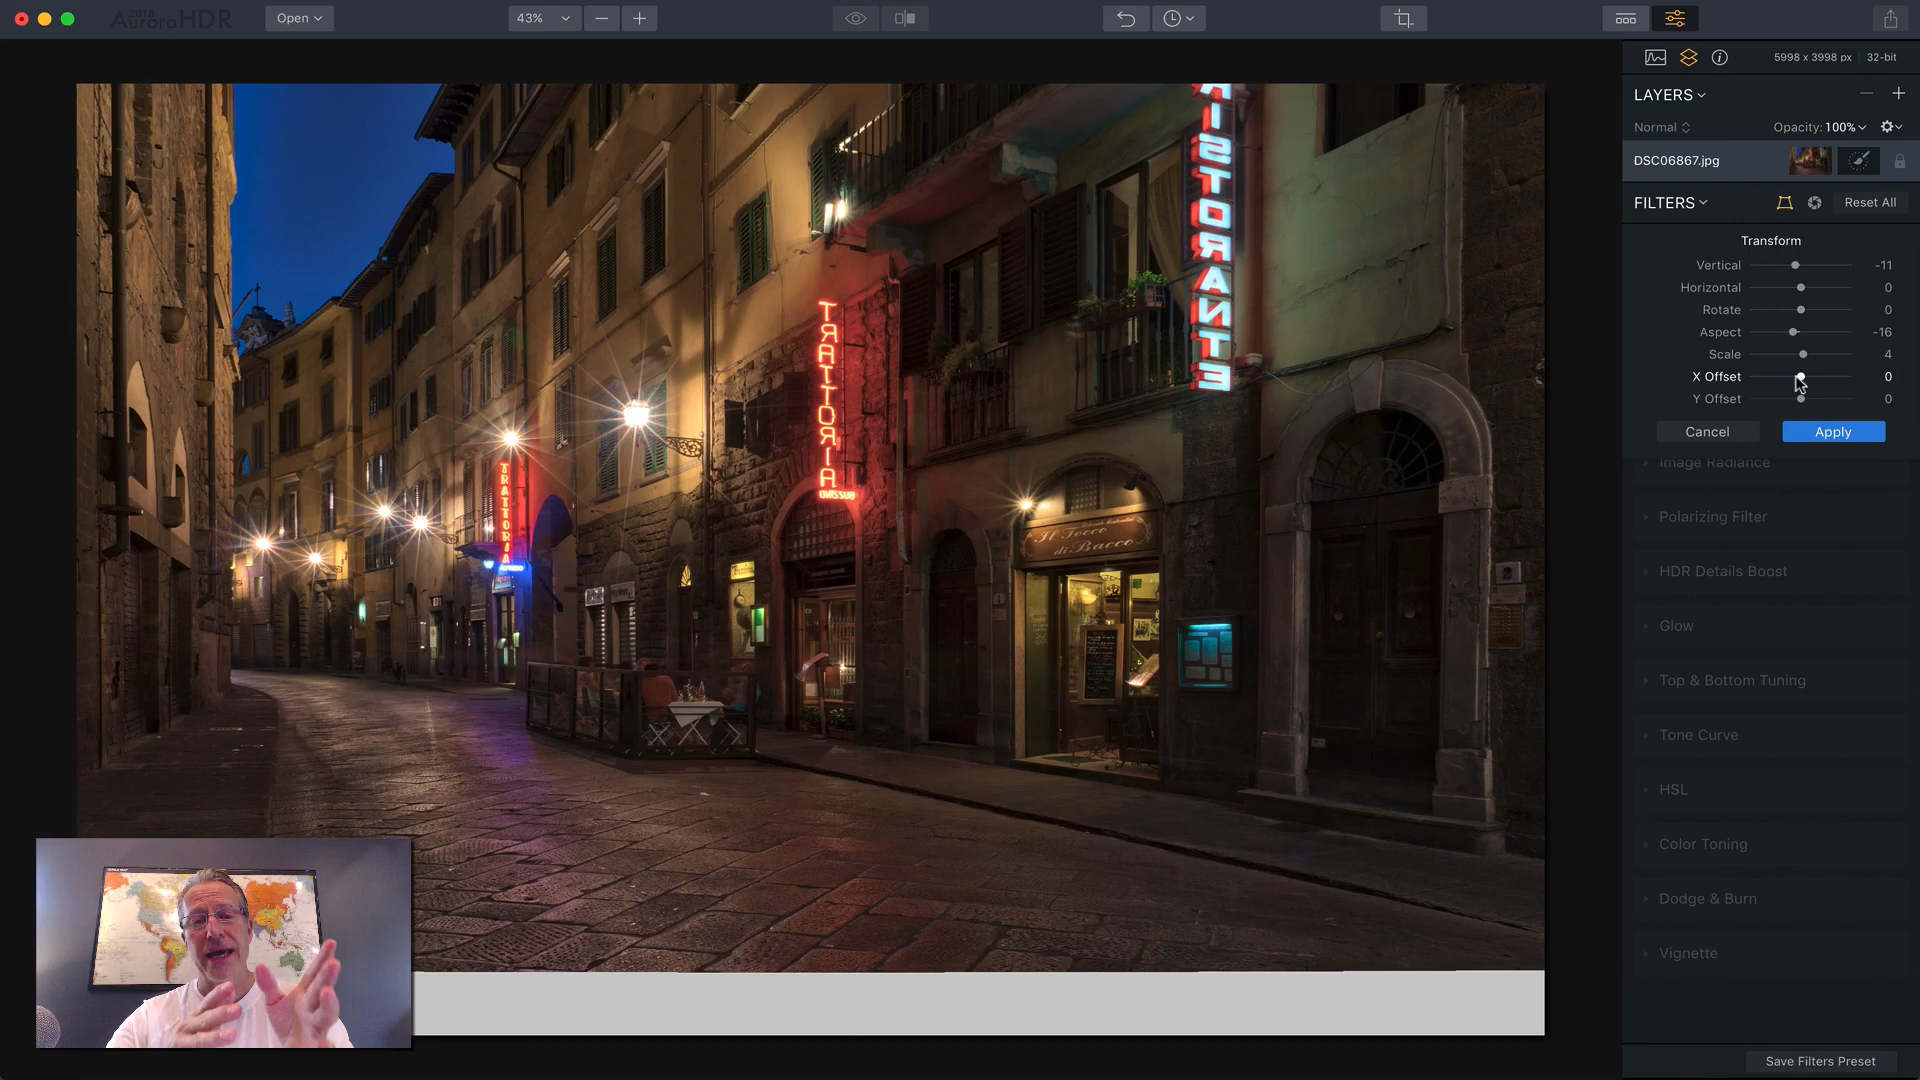 2018
AuroraHDR
Open
43%
5998 x 3998 px | 32-bit
LAYERS
Normal
Opacity: 100%
DSC06867.jpg
FILTERS
Reset All
Transform
Vertical -11
Horizontal 0
Rotate 0
Aspect -16
Scale 4
X Offset 0
Y Offset 0
Cancel
Apply
Image Radiance
Polarizing Filter
HDR Details Boost
Glow
Top & Bottom Tuning
Tone Curve
HSL
Color Toning
Dodge & Burn
Vignette
Save Filters Preset
RISTORANTE
TRATTORIA
TRATTORIA
Il Tocco
di Bacco